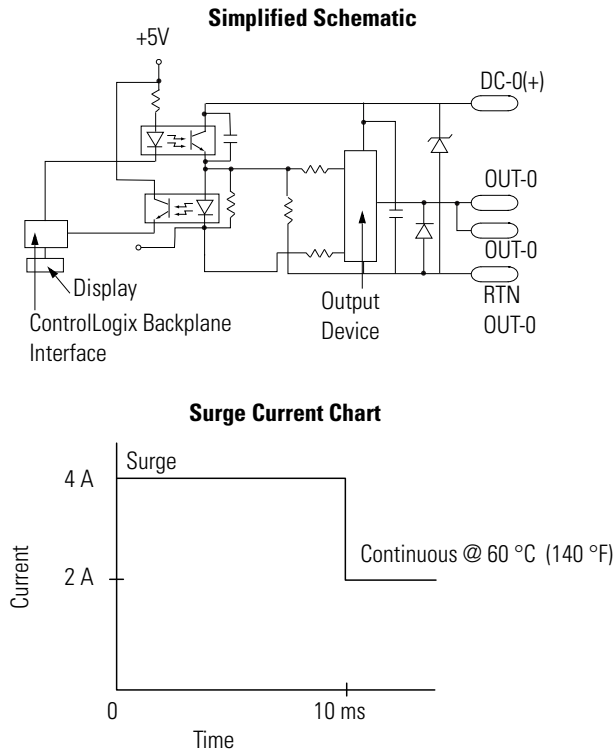 Simplified Schematic
+5V
DC-0(+)
OUT-0
OUT-0
RTN
OUT-0
Display
ControlLogix Backplane
Interface
Output
Device
Surge Current Chart
Surge
4 A
Continuous @ 60 °C (140 °F)
2 A
Current
0
10 ms
Time